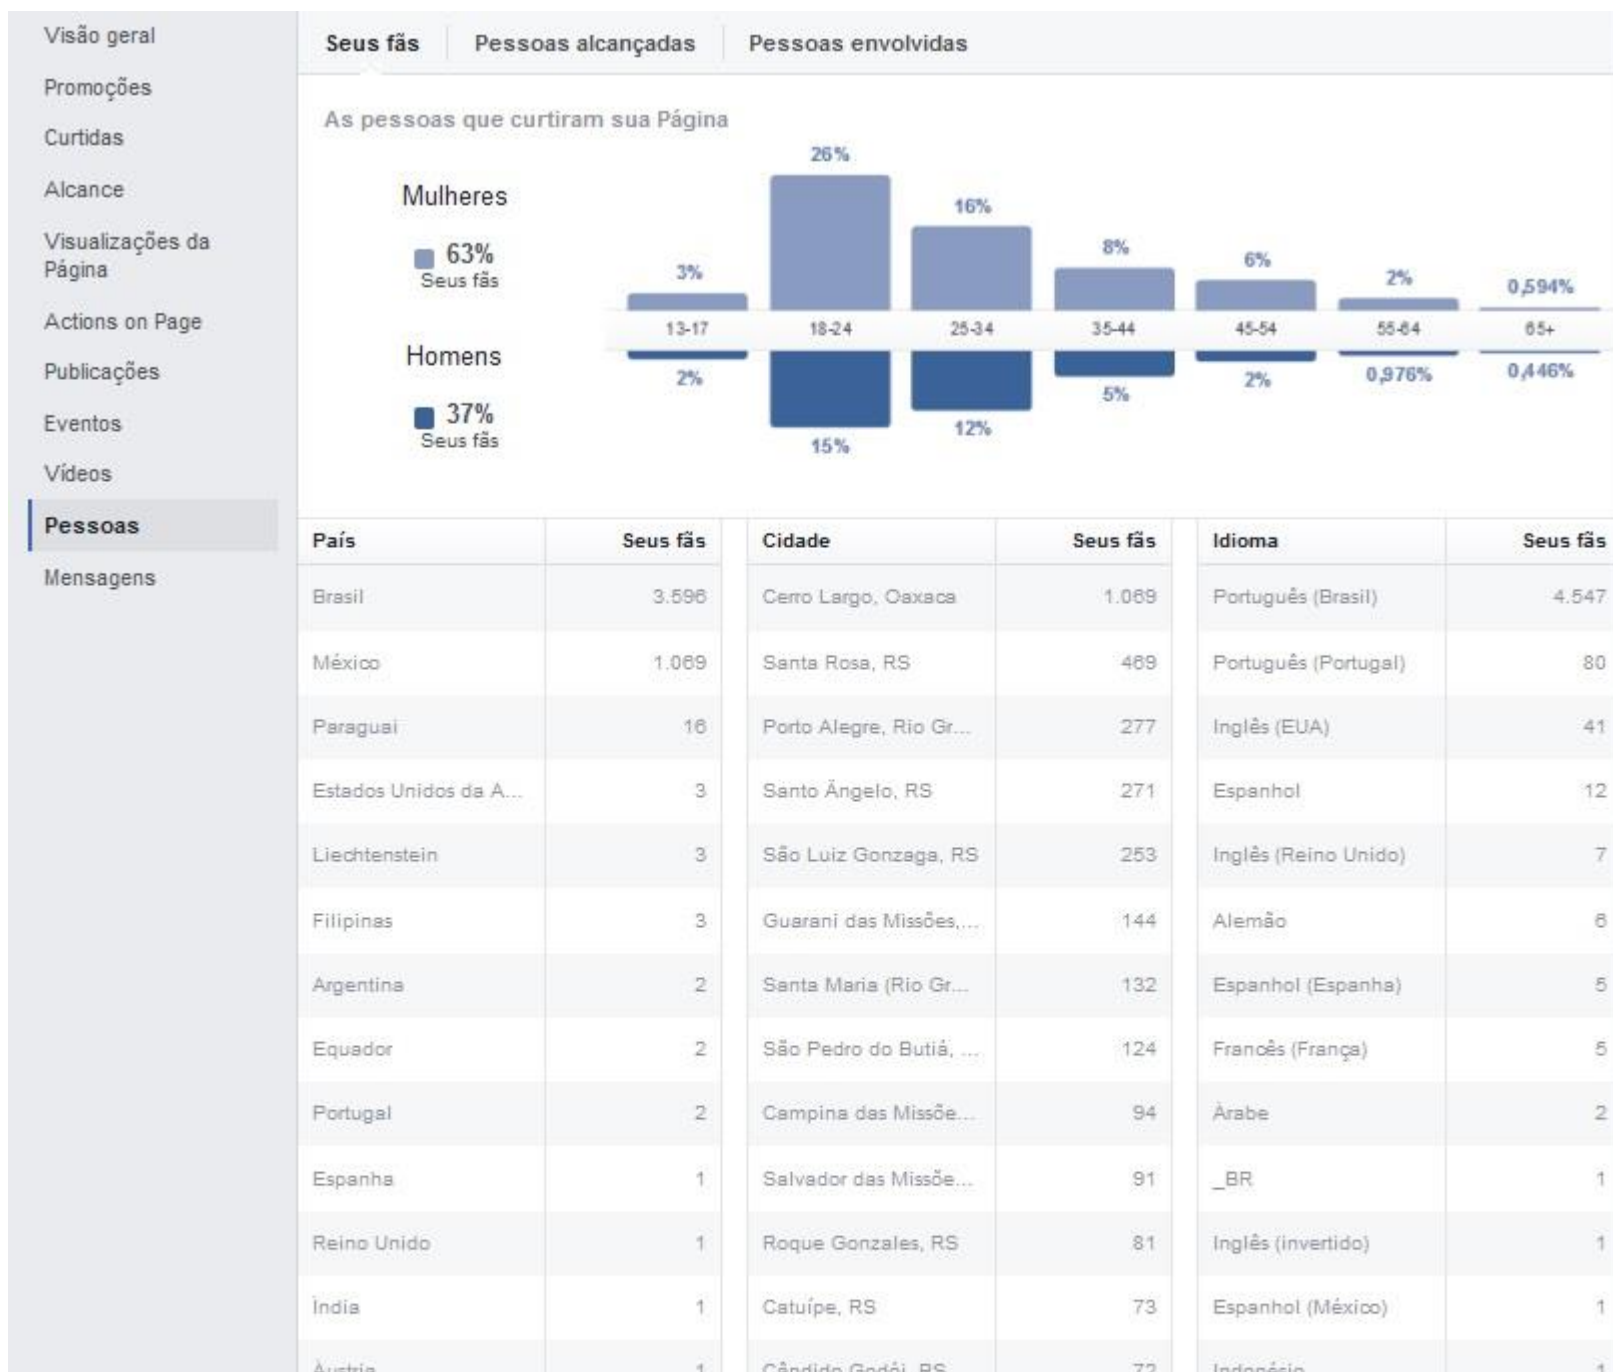 Visão geral
Promoções
Curtidas
Alcance
Visualizações da
Página
Actions on Page
Publicações
Eventos
Vídeos
Pessoas
Mensagens
Seus fãs Pessoas alcançadas Pessoas envolvidas
As pessoas que curtiram sua Página
Mulheres
63%
Seus fãs
3% 26% 16% 8% 6% 2% 0,594%
13-17 18-24 25-34 35-44 45-54 55-64 65+
Homens
37%
Seus fãs
2% 15% 12% 5% 2% 0,976% 0,446%
País Seus fãs Cidade Seus fãs Idioma Seus fãs
Brasil 3.596 Cerro Largo, Oaxaca 1.069 Português (Brasil) 4.547
México 1.069 Santa Rosa, RS 469 Português (Portugal) 80
Paraguai 16 Porto Alegre, Rio Gr... 277 Inglês (EUA) 41
Estados Unidos da A... 3 Santo Ângelo, RS 271 Espanhol 12
Liechtenstein 3 São Luiz Gonzaga, RS 253 Inglês (Reino Unido) 7
Filipinas 3 Guarani das Missões,... 144 Alemão 6
Argentina 2 Santa Maria (Rio Gr... 132 Espanhol (Espanha) 5
Equador 2 São Pedro do Butiá, ... 124 Francês (França) 5
Portugal 2 Campina das Missõe... 94 Árabe 2
Espanha 1 Salvador das Missõe... 91 _BR 1
Reino Unido 1 Roque Gonzales, RS 81 Inglês (invertido) 1
Índia 1 Catuípe, RS 73 Espanhol (México) 1
Áustria 1 Cândido Godói, RS 72 Indonésio 1